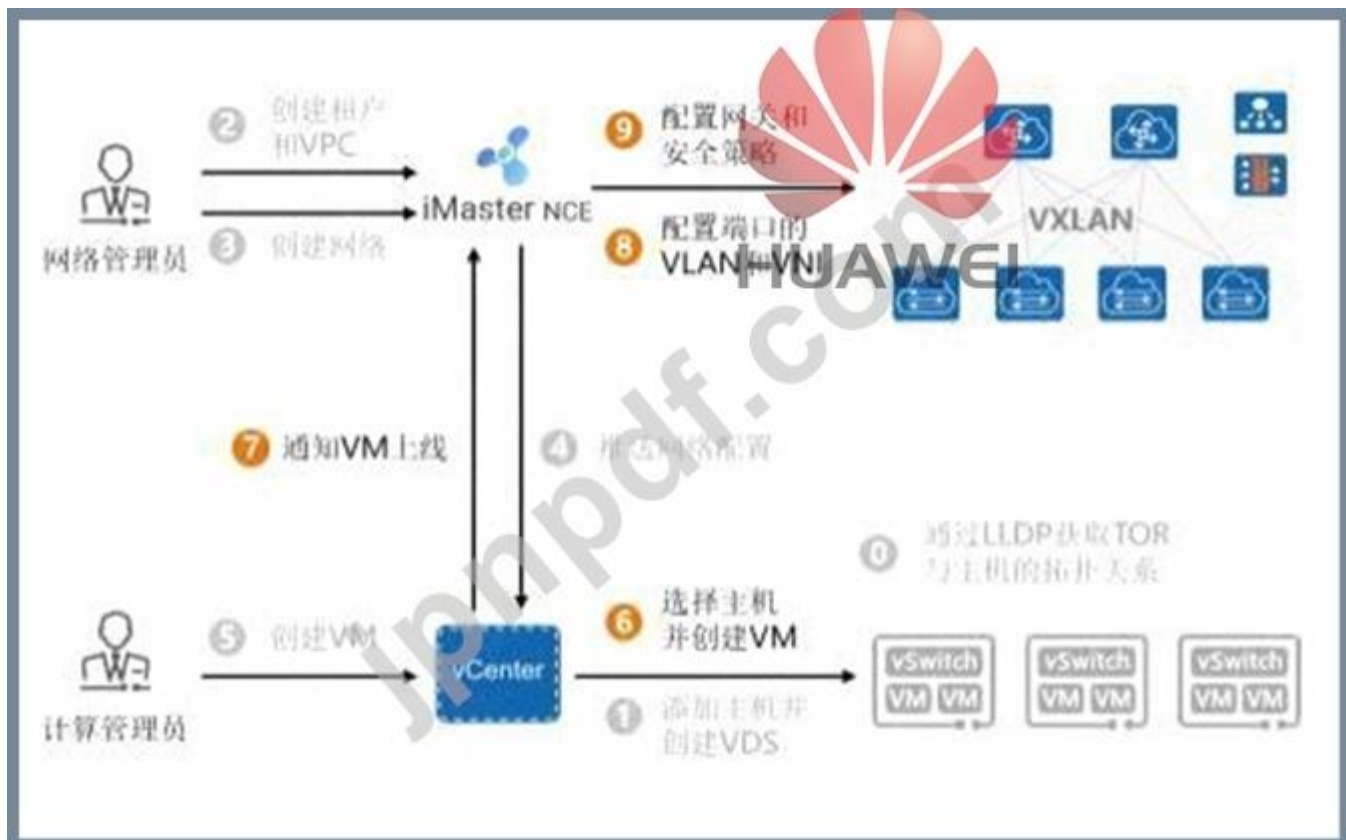 2 创建租户
和VPC
9 配置网关和
安全策略
iMaster NCE
VXLAN
网络管理员
3 创建网络
8 配置端口的
VLAN和VNI
HUAWEI
7 通知VM上线
4 推送网络配置
0 通过LLDP获取TOR
与主机的拓扑关系
6 选择主机
并创建VM
5 创建VM
vCenter
vSwitch vSwitch vSwitch
VM VM VM VM VM VM
计算管理员
1 添加主机并
创建VDS
jpnpdf.com